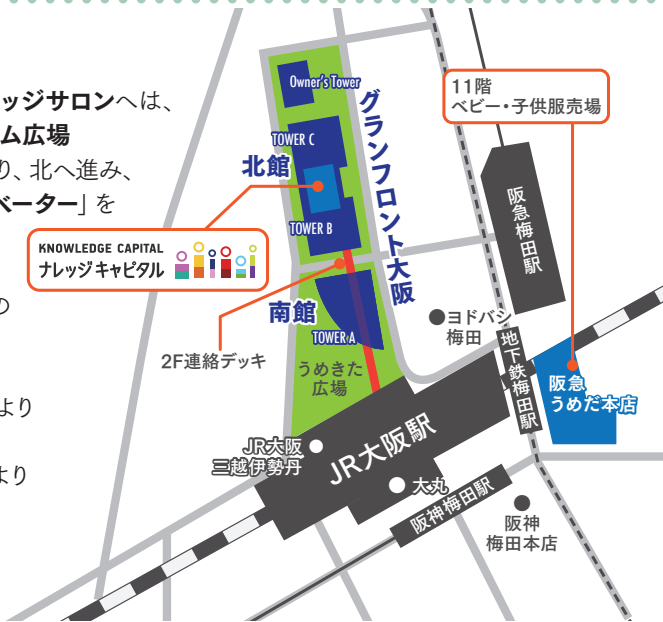 ッジサロンへは、
ム広場
り、北へ進み、
ベーター」を
の
より
より
Owner's Tower
TOWER C
北館
TOWER B
グランフロント大阪
KNOWLEDGE CAPITAL
ナレッジキャピタル
南館
TOWER A
2F連絡デッキ
うめきた
広場
11階
ベビー・子供服売場
阪急梅田駅
ヨドバシ
梅田
地下鉄梅田駅
阪急
うめだ本店
JR大阪
三越伊勢丹
JR大阪駅
大丸
阪神梅田駅
阪神
梅田本店